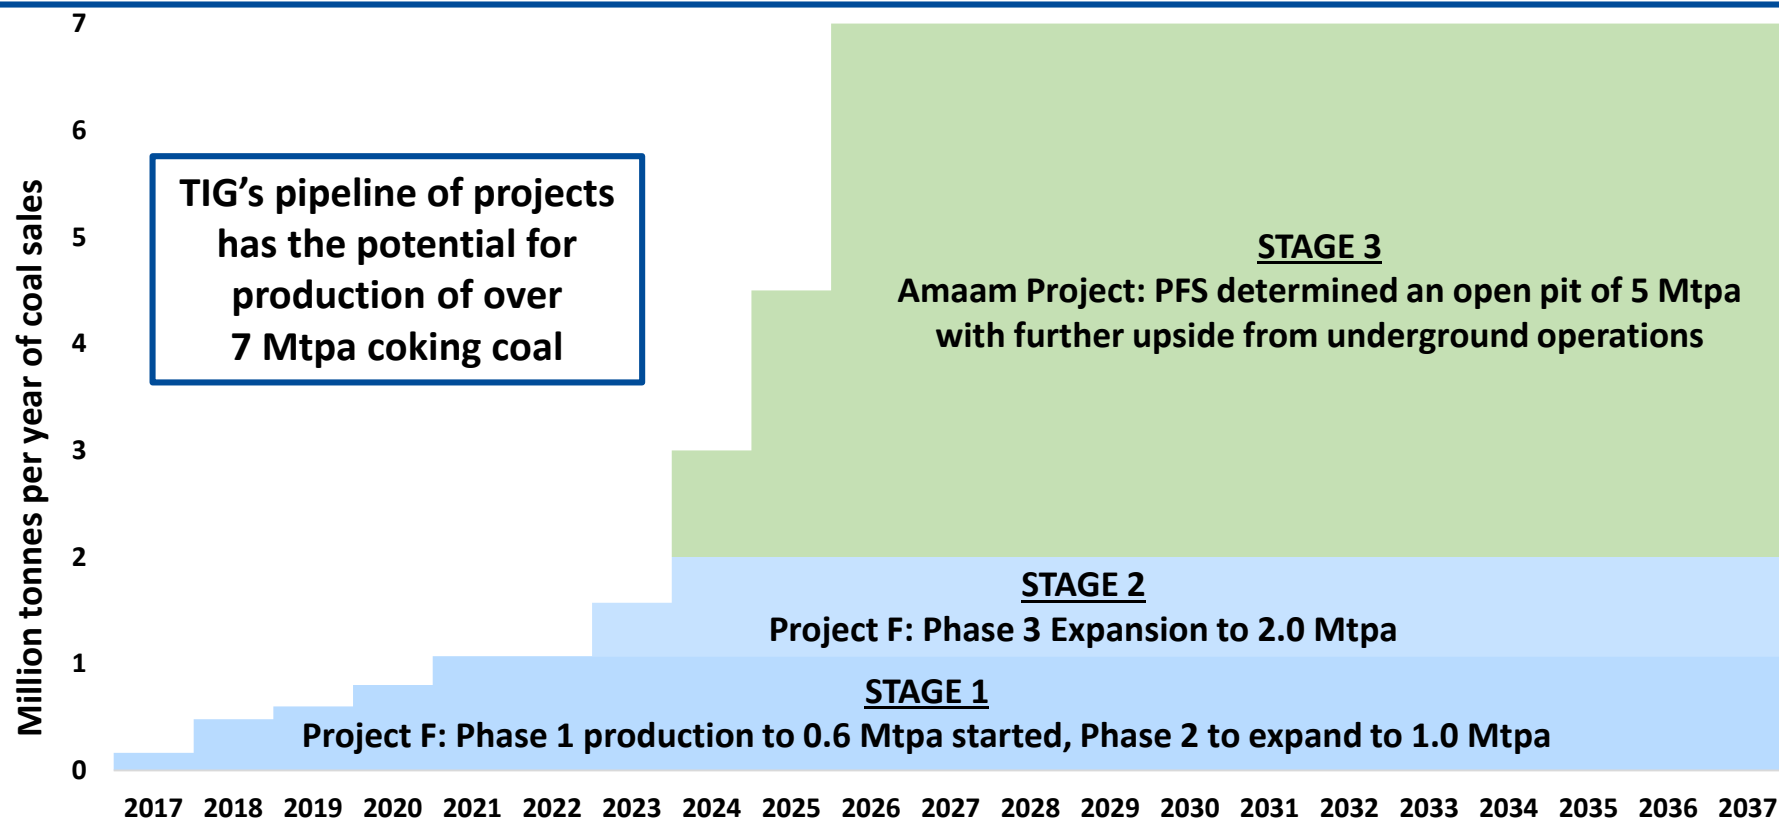 Million tonnes per year of coal sales
7
6
5
4
3
2
1
0
TIG’s pipeline of projects
has the potential for
production of over
7 Mtpa coking coal
STAGE 3
Amaam Project: PFS determined an open pit of 5 Mtpa
with further upside from underground operations
STAGE 2
Project F: Phase 3 Expansion to 2.0 Mtpa
STAGE 1
Project F: Phase 1 production to 0.6 Mtpa started, Phase 2 to expand to 1.0 Mtpa
2017 2018 2019 2020 2021 2022 2023 2024 2025 2026 2027 2028 2029 2030 2031 2032 2033 2034 2035 2036 2037